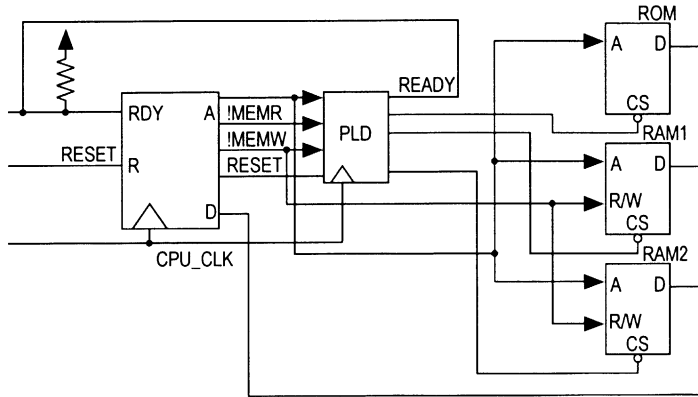 ROM
A D
CS
READY
RDY A
!MEMR
PLD
!MEMW
RESET
R
RESET
D
CPU_CLK
RAM1
A D
R/W
CS
RAM2
A D
R/W
CS